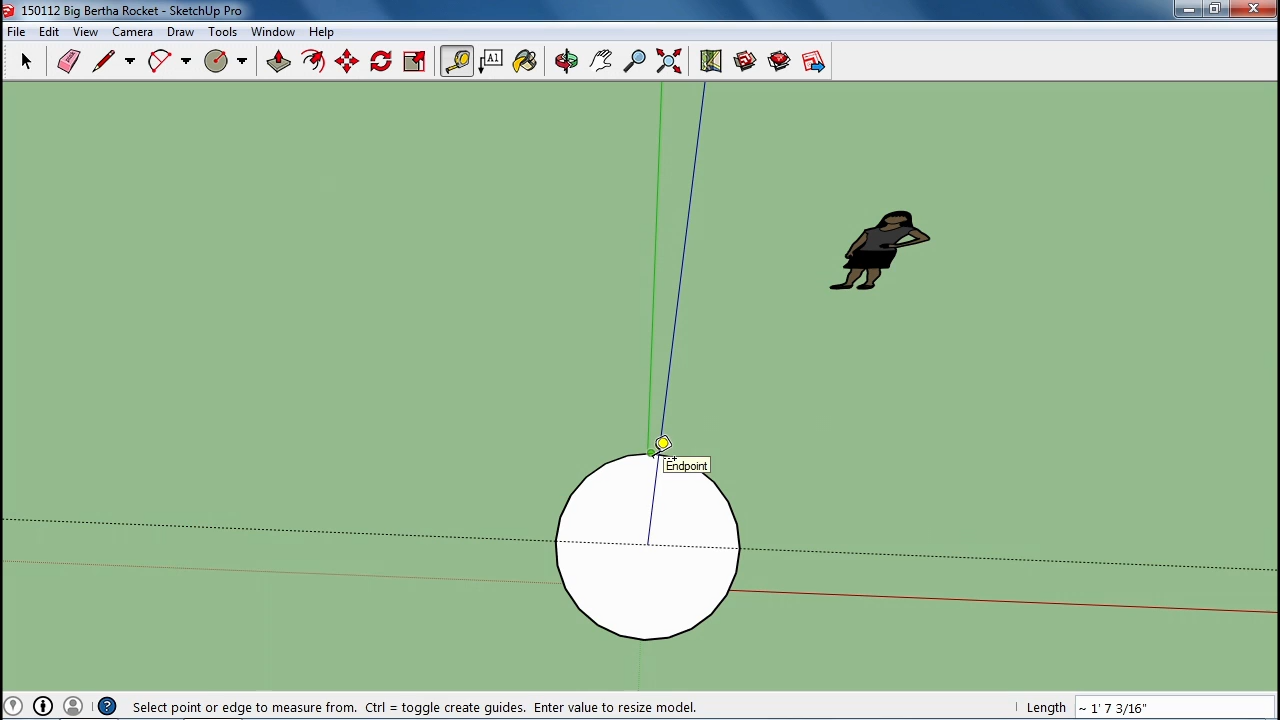 150112 Big Bertha Rocket - SketchUp Pro
File Edit View Camera Draw Tools Window Help
A1
Endpoint
Select point or edge to measure from. Ctrl = toggle create guides. Enter value to resize model. Length ~ 1' 7 3/16"